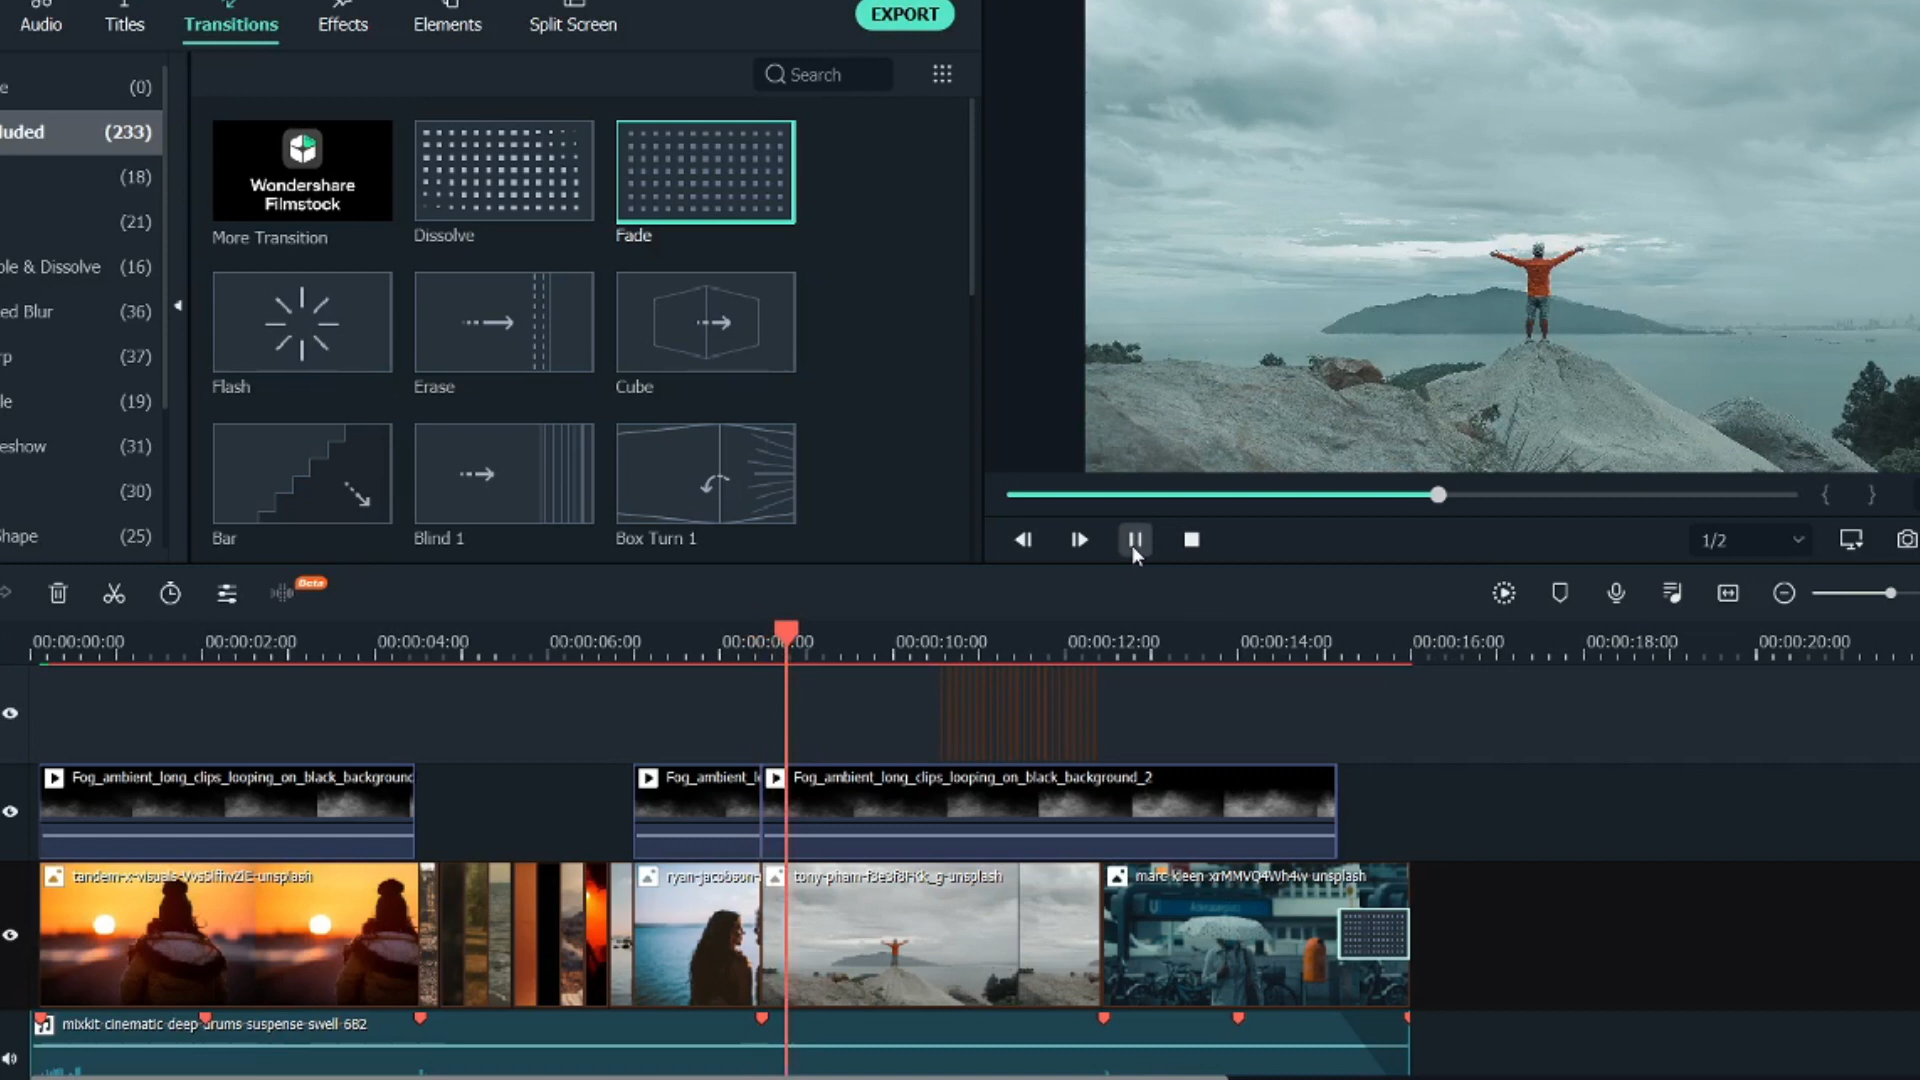 Audio
Titles
Transitions
Effects
Elements
Split Screen
EXPORT
Search
(0)
luded (233)
(18)
(21)
ole & Dissolve (16)
ed Blur (36)
rp (37)
le (19)
eshow (31)
(30)
Shape (25)
Wondershare
Filmstock
More Transition
Dissolve
Fade
Flash
Erase
Cube
Bar
Blind 1
Box Turn 1
1/2
Beta
00:00:00:00
00:00:02:00
00:00:04:00
00:00:06:00
00:00:10:00
00:00:12:00
00:00:14:00
00:00:16:00
00:00:18:00
00:00:20:00
Fog_ambient_long_clips_looping_on_black_background
Fog_ambient_l
Fog_ambient_long_clips_looping_on_black_background_2
ryan-jacobson-
mixkit-cinematic-deep-drums-suspense-swell-682